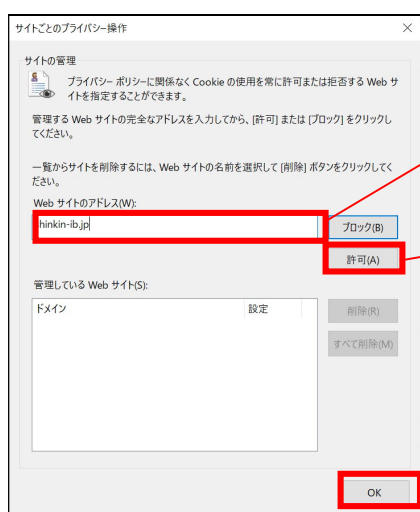 サイトごとのプライバシー操作
サイトの管理
プライバシー ポリシーに関係なく Cookie の使用を常に許可または拒否する Web サ
イトを指定することができます。
管理する Web サイトの完全なアドレスを入力してから、[許可] または [ブロック] をクリックし
てください。
一覧からサイトを削除するには、Web サイトの名前を選択して [削除] ボタンをクリックしてく
ださい。
Web サイトのアドレス(W):
hinkin-ib.jp
ブロック(B)
許可(A)
管理している Web サイト(S):
ドメイン 設定
削除(R)
すべて削除(M)
OK